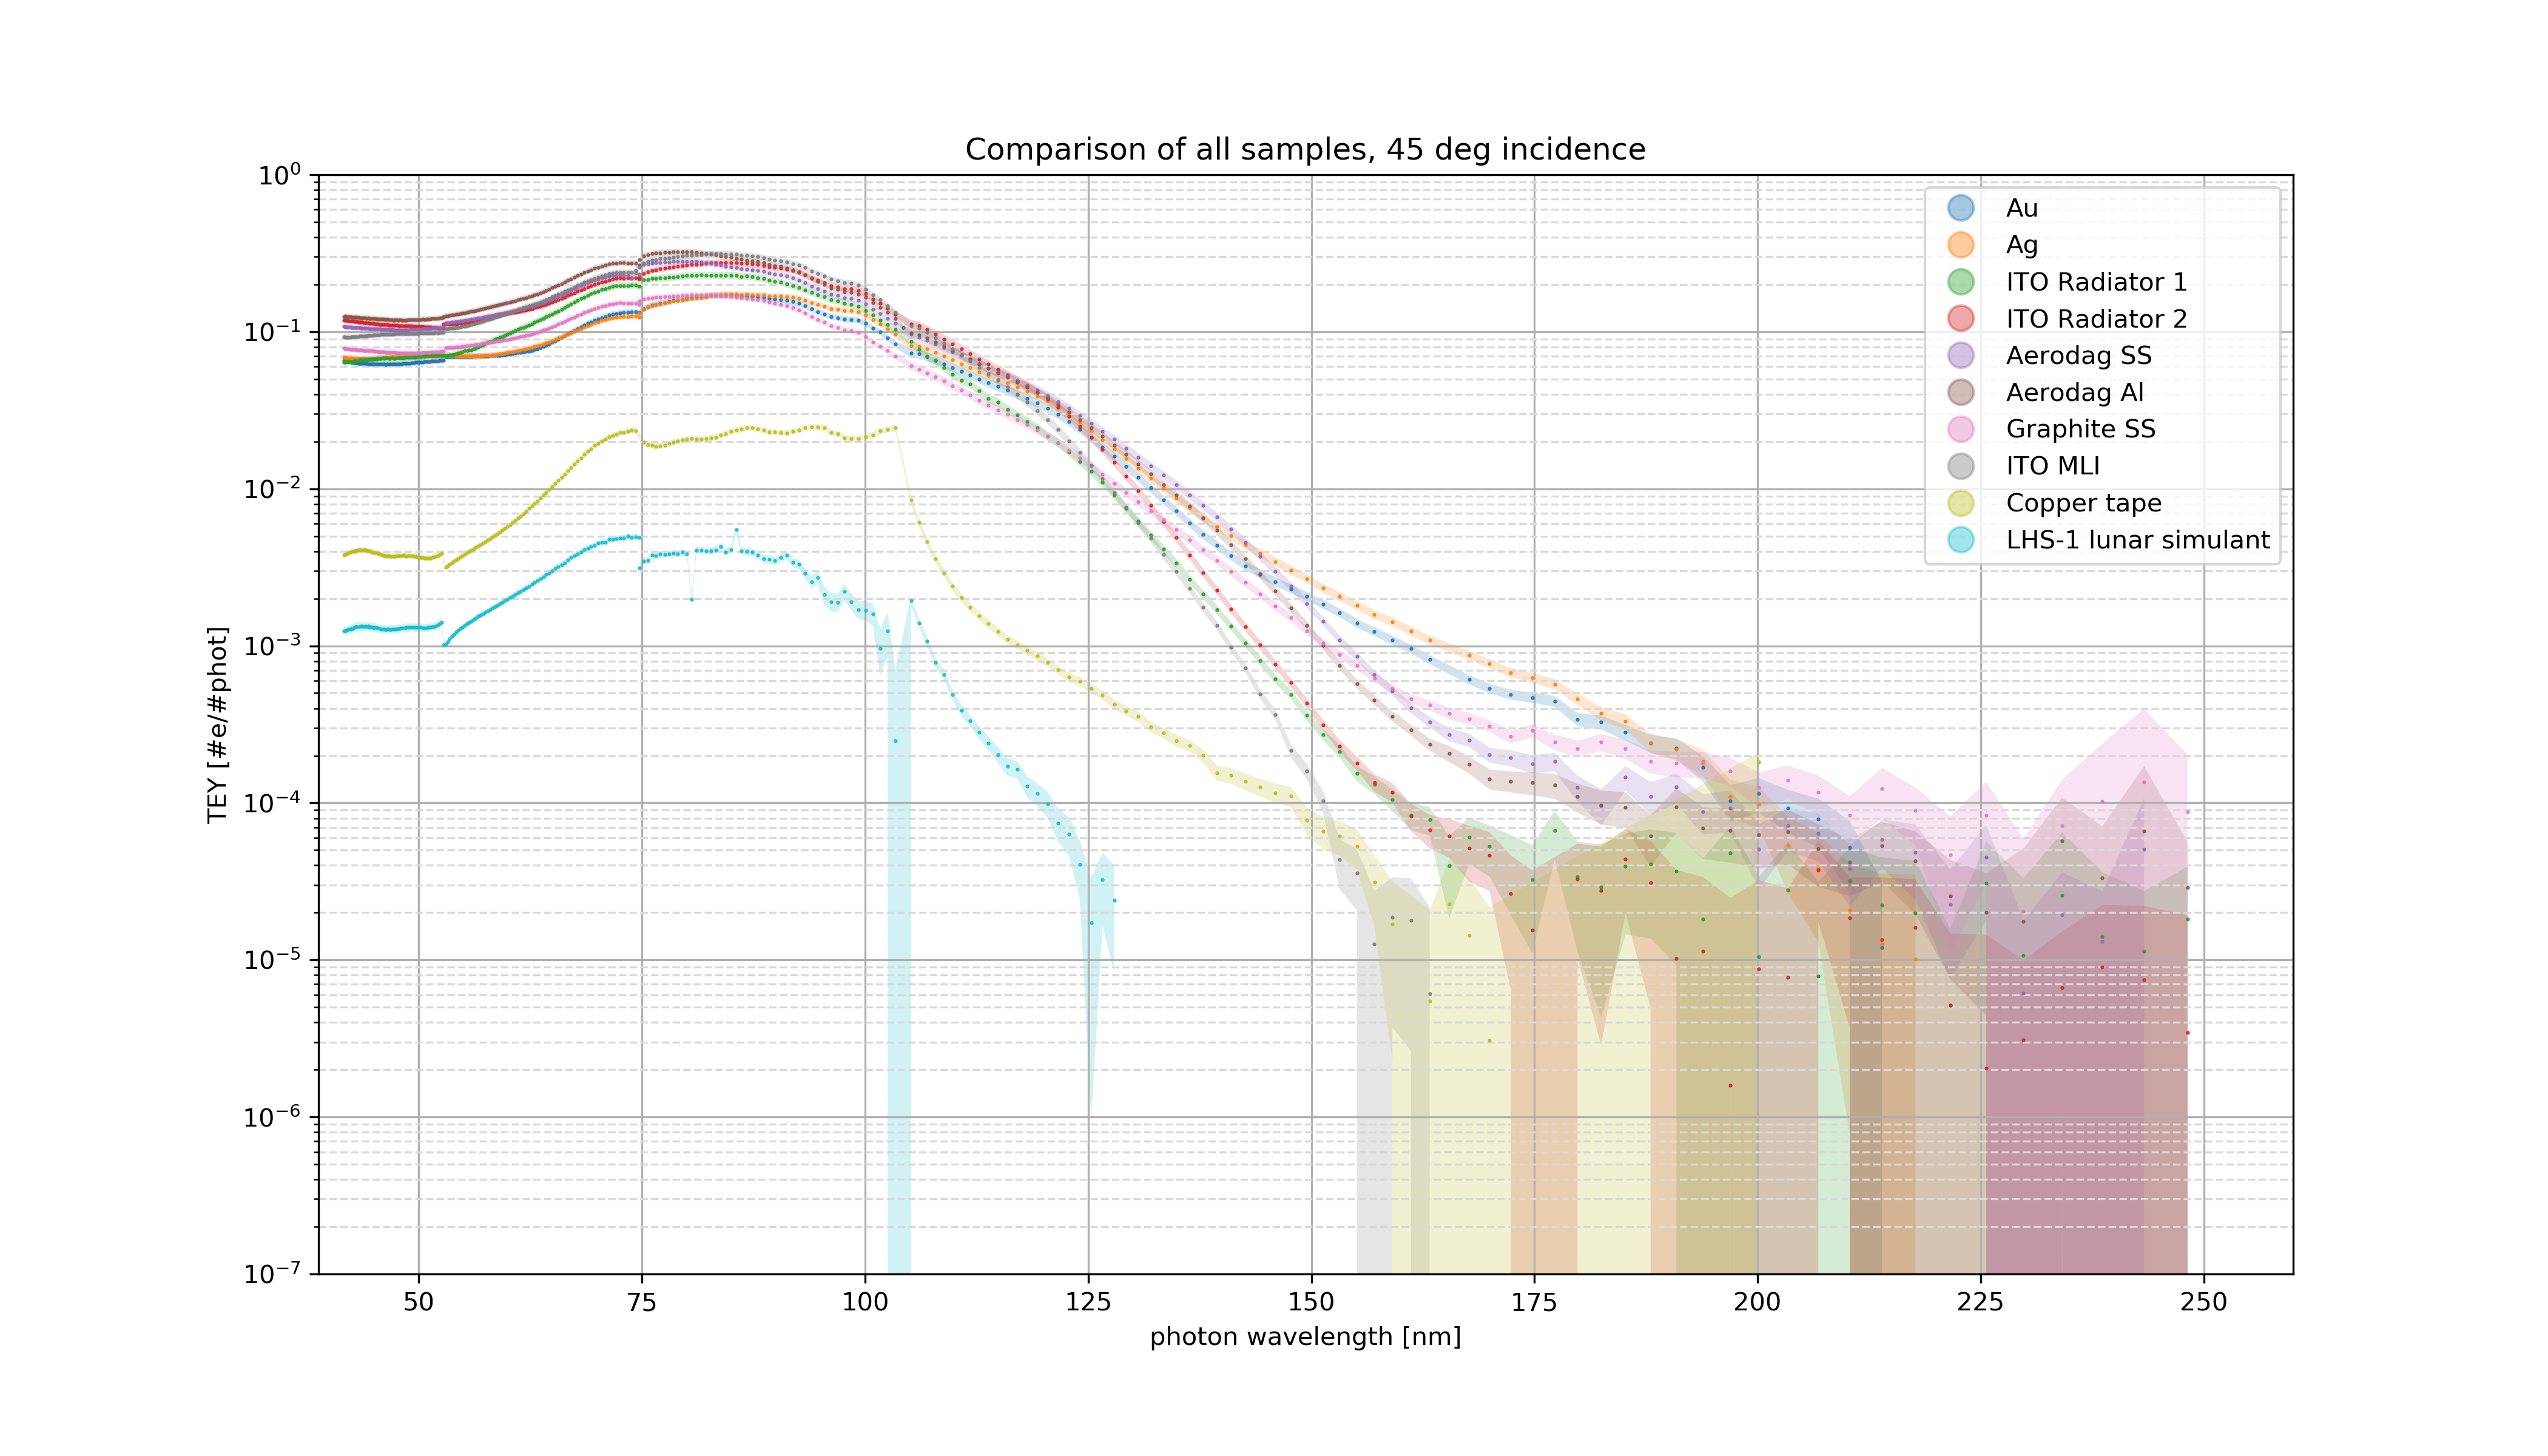 Comparison of all samples, 45 deg incidence
10⁰
10⁻¹
10⁻²
10⁻³
10⁻⁴
10⁻⁵
10⁻⁶
10⁻⁷
TEY [#e/#phot]
Au
Ag
ITO Radiator 1
ITO Radiator 2
Aerodag SS
Aerodag Al
Graphite SS
ITO MLI
Copper tape
LHS-1 lunar simulant
50 75 100 125 150 175 200 225 250
photon wavelength [nm]